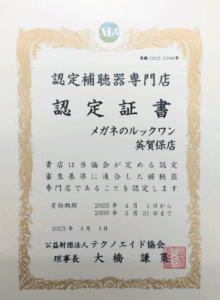 ATA
認定補聴器専門店
認定証書
メガネのルックワン
英賀保店
貴店は当協会が定める認定
審査基準に適合した補聴器
専門店であることを認定します
有効期間 2025年 4月 1日から
2030年 3月31日まで
2025年 4月 1日
公益財団法人テクノエイド協会
理事長 大橋謙策